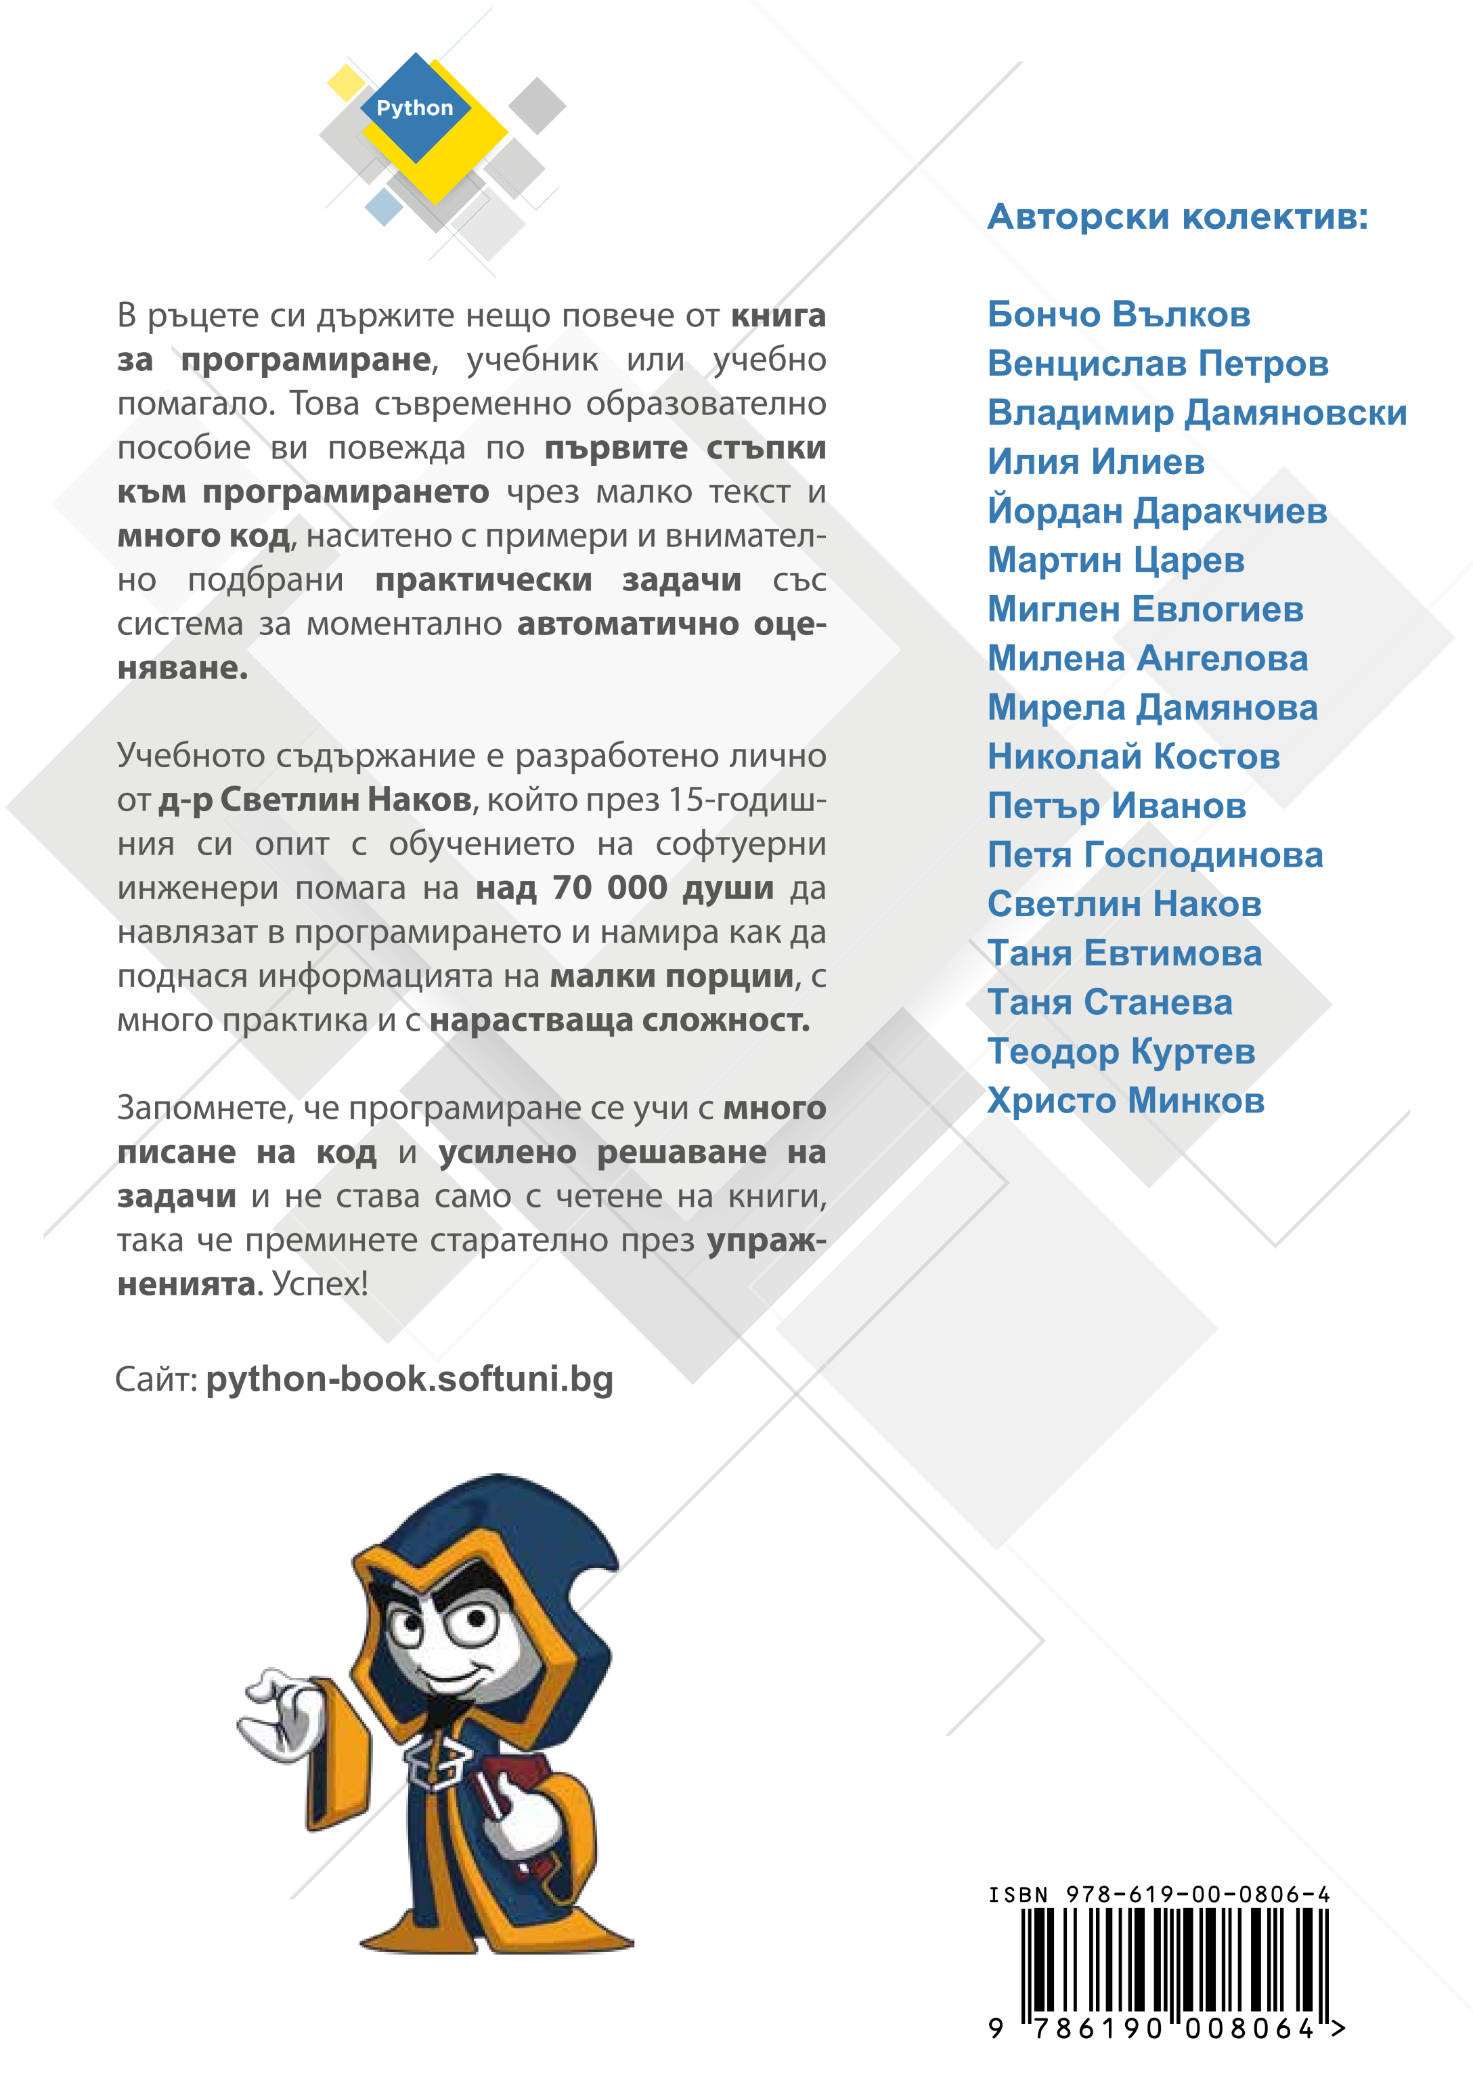 Python
В ръцете си държите нещо повече от книга
за програмиране, учебник или учебно
помагало. Това съвременно образователно
пособие ви повежда по първите стъпки
към програмирането чрез малко текст и
много код, наситено с примери и внимател-
но подбрани практически задачи със
система за моментално автоматично оце-
няване.
Учебното съдържание е разработено лично
от д-р Светлин Наков, който през 15-годиш-
ния си опит с обучението на софтуерни
инженери помага на над 70 000 души да
навлязат в програмирането и намира как да
поднася информацията на малки порции, с
много практика и с нарастваща сложност.
Запомнете, че програмиране се учи с много
писане на код и усилено решаване на
задачи и не става само с четене на книги,
така че преминете старателно през упраж-
ненията. Успех!
Сайт: python-book.softuni.bg
Авторски колектив:
Бончо Вълков
Венцислав Петров
Владимир Дамяновски
Илия Илиев
Йордан Даракчиев
Мартин Царев
Миглен Евлогиев
Милена Ангелова
Мирела Дамянова
Николай Костов
Петър Иванов
Петя Господинова
Светлин Наков
Таня Евтимова
Таня Станева
Теодор Куртев
Христо Минков
ISBN 978-619-00-0806-4
9 786190 008064 >